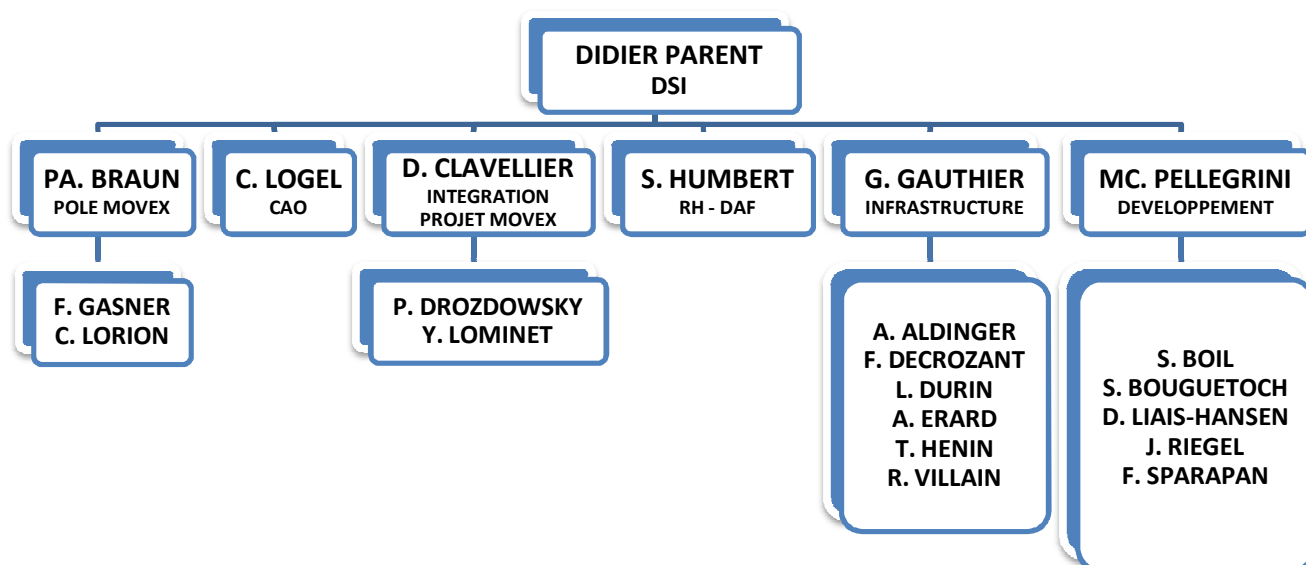 DIDIER PARENT
DSI
PA. BRAUN
POLE MOVEX
C. LOGEL
CAO
D. CLAVELLIER
INTEGRATION
PROJET MOVEX
S. HUMBERT
RH - DAF
G. GAUTHIER
INFRASTRUCTURE
MC. PELLEGRINI
DEVELOPPEMENT
F. GASNER
C. LORION
P. DROZDOWSKY
Y. LOMINET
A. ALDINGER
F. DECROZANT
L. DURIN
A. ERARD
T. HENIN
R. VILLAIN
S. BOIL
S. BOUGUETOCH
D. LIAIS-HANSEN
J. RIEGEL
F. SPARAPAN